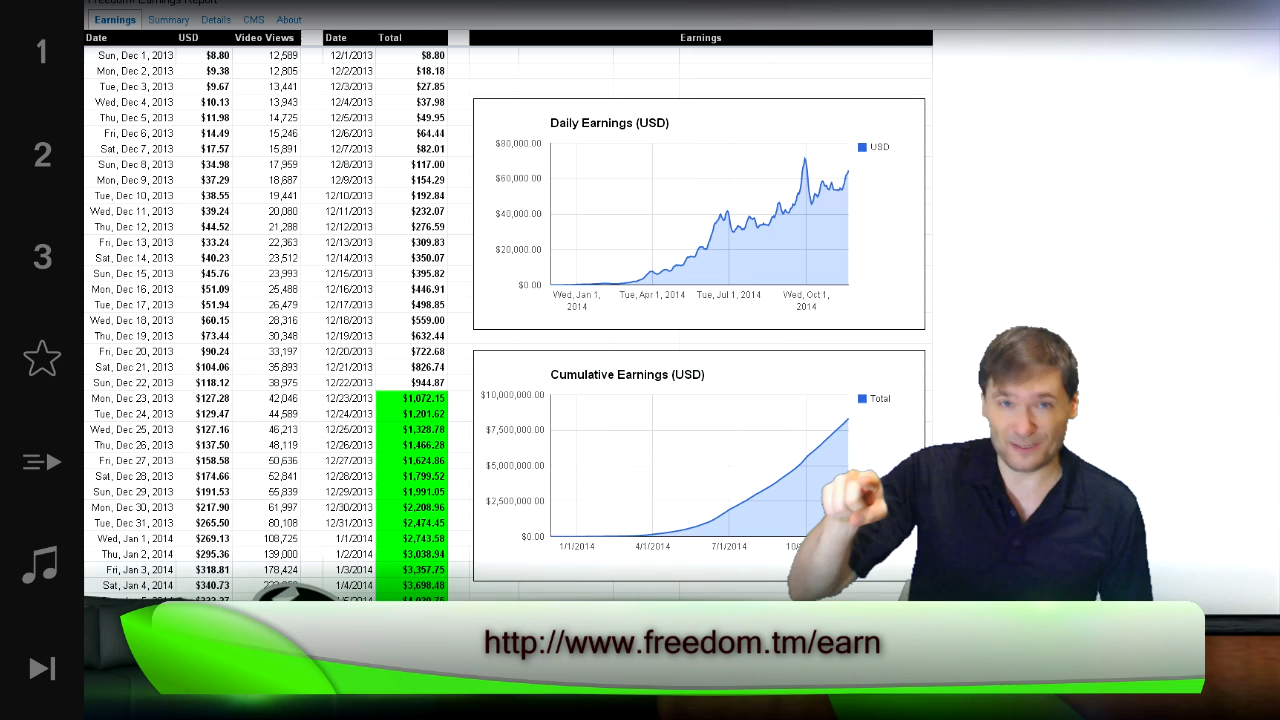 Freedom! Earnings Report
Earnings Summary Details CMS About
Date USD Video Views Date Total Earnings
Sun, Dec 1, 2013 $8.80 12,589 12/1/2013 $8.80
Mon, Dec 2, 2013 $9.38 12,805 12/2/2013 $18.18
Tue, Dec 3, 2013 $9.67 13,441 12/3/2013 $27.85
Wed, Dec 4, 2013 $10.13 13,943 12/4/2013 $37.98
Thu, Dec 5, 2013 $11.98 14,725 12/5/2013 $49.95
Fri, Dec 6, 2013 $14.49 15,246 12/6/2013 $64.44
Sat, Dec 7, 2013 $17.57 15,891 12/7/2013 $82.01
Sun, Dec 8, 2013 $34.98 17,959 12/8/2013 $117.00
Mon, Dec 9, 2013 $37.29 18,687 12/9/2013 $154.29
Tue, Dec 10, 2013 $38.55 19,441 12/10/2013 $192.84
Wed, Dec 11, 2013 $39.24 20,080 12/11/2013 $232.07
Thu, Dec 12, 2013 $44.52 21,288 12/12/2013 $276.59
Fri, Dec 13, 2013 $33.24 22,363 12/13/2013 $309.83
Sat, Dec 14, 2013 $40.23 23,512 12/14/2013 $350.07
Sun, Dec 15, 2013 $45.76 23,993 12/15/2013 $395.82
Mon, Dec 16, 2013 $51.09 25,488 12/16/2013 $446.91
Tue, Dec 17, 2013 $51.94 26,479 12/17/2013 $498.85
Wed, Dec 18, 2013 $60.15 28,316 12/18/2013 $559.00
Thu, Dec 19, 2013 $73.44 30,348 12/19/2013 $632.44
Fri, Dec 20, 2013 $90.24 33,197 12/20/2013 $722.68
Sat, Dec 21, 2013 $104.06 35,893 12/21/2013 $826.74
Sun, Dec 22, 2013 $118.12 38,975 12/22/2013 $944.87
Mon, Dec 23, 2013 $127.28 42,046 12/23/2013 $1,072.15
Tue, Dec 24, 2013 $129.47 44,589 12/24/2013 $1,201.62
Wed, Dec 25, 2013 $127.16 46,213 12/25/2013 $1,328.78
Thu, Dec 26, 2013 $137.50 48,119 12/26/2013 $1,466.28
Fri, Dec 27, 2013 $158.58 50,636 12/27/2013 $1,624.86
Sat, Dec 28, 2013 $174.66 52,841 12/28/2013 $1,799.52
Sun, Dec 29, 2013 $191.53 55,839 12/29/2013 $1,991.05
Mon, Dec 30, 2013 $217.90 61,997 12/30/2013 $2,208.96
Tue, Dec 31, 2013 $265.50 80,108 12/31/2013 $2,474.45
Wed, Jan 1, 2014 $269.13 108,725 1/1/2014 $2,743.58
Thu, Jan 2, 2014 $295.36 139,000 1/2/2014 $3,038.94
Fri, Jan 3, 2014 $318.81 178,424 1/3/2014 $3,357.75
Sat, Jan 4, 2014 $340.73 1/4/2014 $3,698.48
Daily Earnings (USD)
$80,000.00
USD
$60,000.00
$40,000.00
$20,000.00
$0.00
Wed, Jan 1, 2014
Tue, Apr 1, 2014
Tue, Jul 1, 2014
Wed, Oct 1, 2014
Cumulative Earnings (USD)
$10,000,000.00
Total
$7,500,000.00
$5,000,000.00
$2,500,000.00
$0.00
1/1/2014 4/1/2014 7/1/2014
1
2
3
http://www.freedom.tm/earn